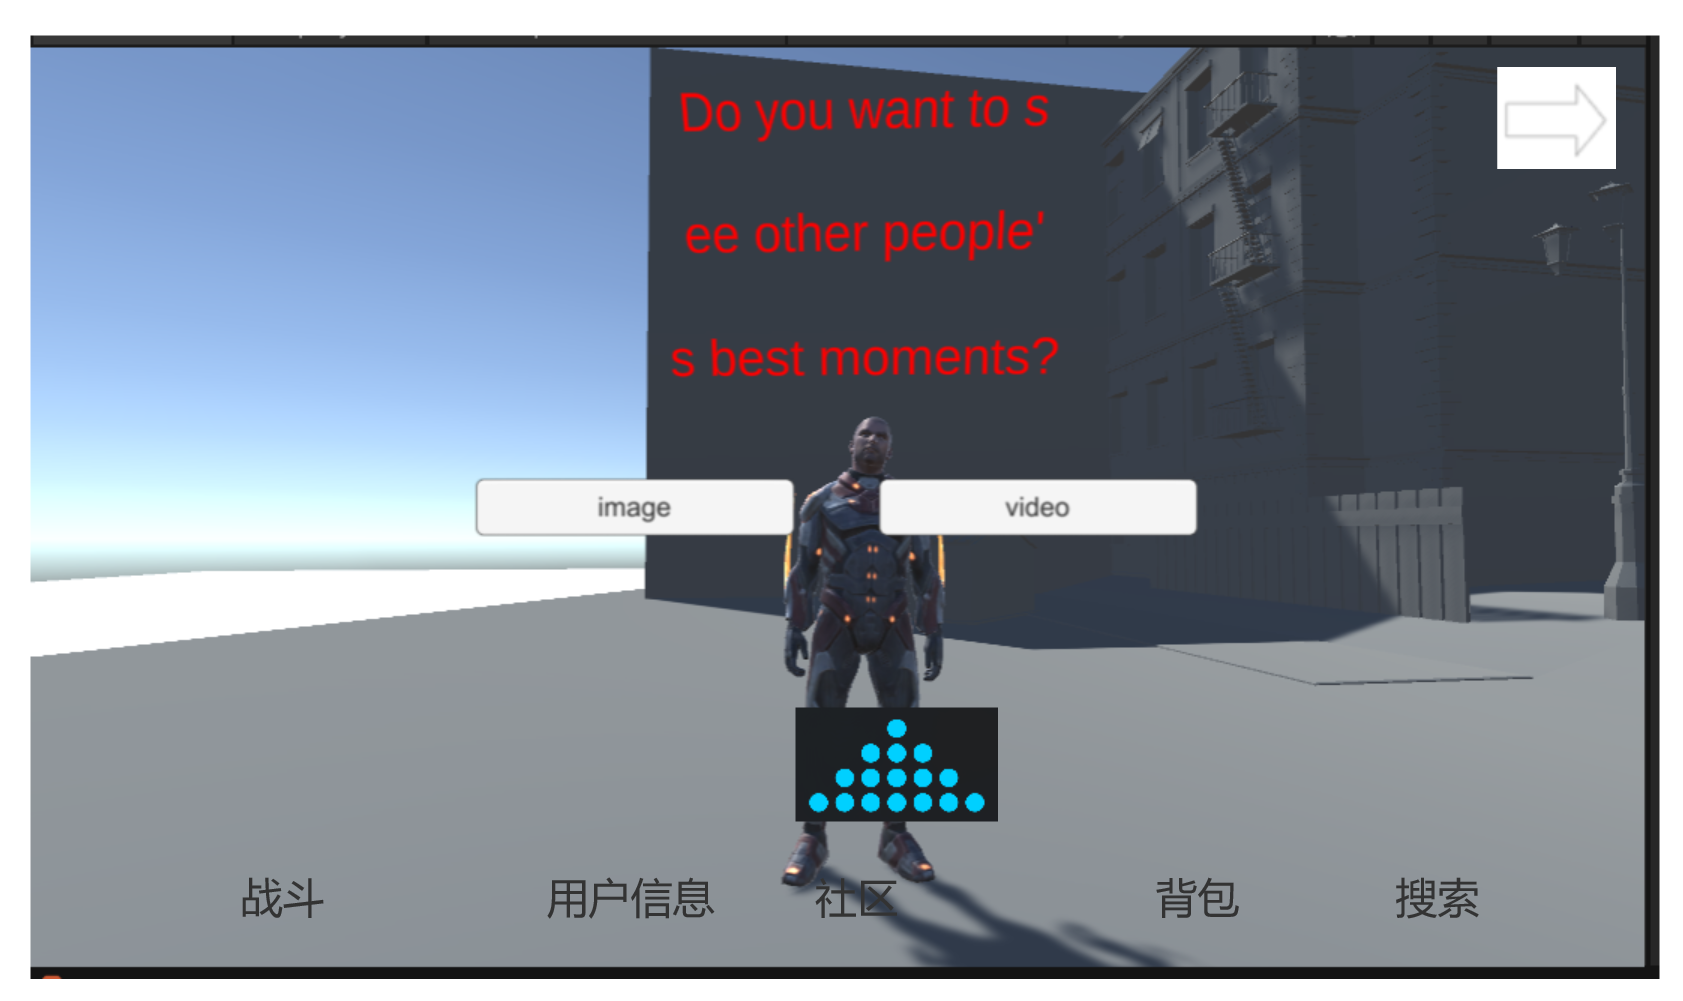 Do you want to s
ee other people'
s best moments?
image
video
战斗
用户信息
社区
背包
搜索